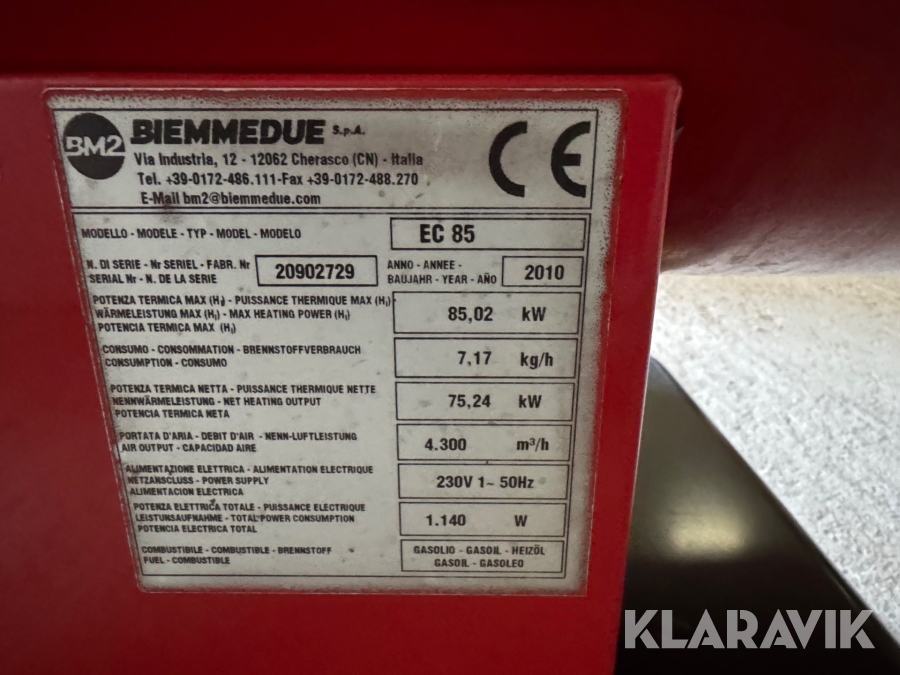 BM2 BIEMMEDUE S.p.A.
Via Industria, 12 - 12062 Cherasco (CN) - Italia
Tel. +39-0172-486.111-Fax +39-0172-488.270
E-Mail bm2@biemmedue.com
CE
MODELLO - MODELE - TYP - MODEL - MODELO
EC 85
N. DI SERIE - Nr SERIEL - FABR. Nr
SERIAL Nr - N. DE LA SERIE
20902729
ANNO - ANNEE -
BAUJAHR - YEAR - AÑO
2010
POTENZA TERMICA MAX (Hi) - PUISSANCE THERMIQUE MAX (Hi)
WÄRMELEISTUNG MAX (Hi) - MAX HEATING POWER (Hi)
POTENCIA TERMICA MAX (Hi)
85,02 kW
CONSUMO - CONSOMMATION - BRENNSTOFFVERBRAUCH
CONSUMPTION - CONSUMO
7,17 kg/h
POTENZA TERMICA NETTA - PUISSANCE THERMIQUE NETTE
NENNWÄRMELEISTUNG - NET HEATING OUTPUT
POTENCIA TERMICA NETA
75,24 kW
PORTATA D'ARIA - DEBIT D'AIR - NENN-LUFTLEISTUNG
AIR OUTPUT - CAPACIDAD AIRE
4.300 m³/h
ALIMENTAZIONE ELETTRICA - ALIMENTATION ELECTRIQUE
NETZANSCLUSS - POWER SUPPLY
ALIMENTACION ELECTRICA
230V 1~ 50Hz
POTENZA ELETTRICA TOTALE - PUISSANCE ELECTRIQUE
LEISTUNGSAUFNAHME - TOTAL POWER CONSUMPTION
POTENCIA ELECTRICA TOTAL
1.140 W
COMBUSTIBILE - COMBUSTIBLE - BRENNSTOFF
FUEL - COMBUSTIBLE
GASOLIO - GASOIL - HEIZÖL
GASOIL - GASOLEO
KLARAVIK